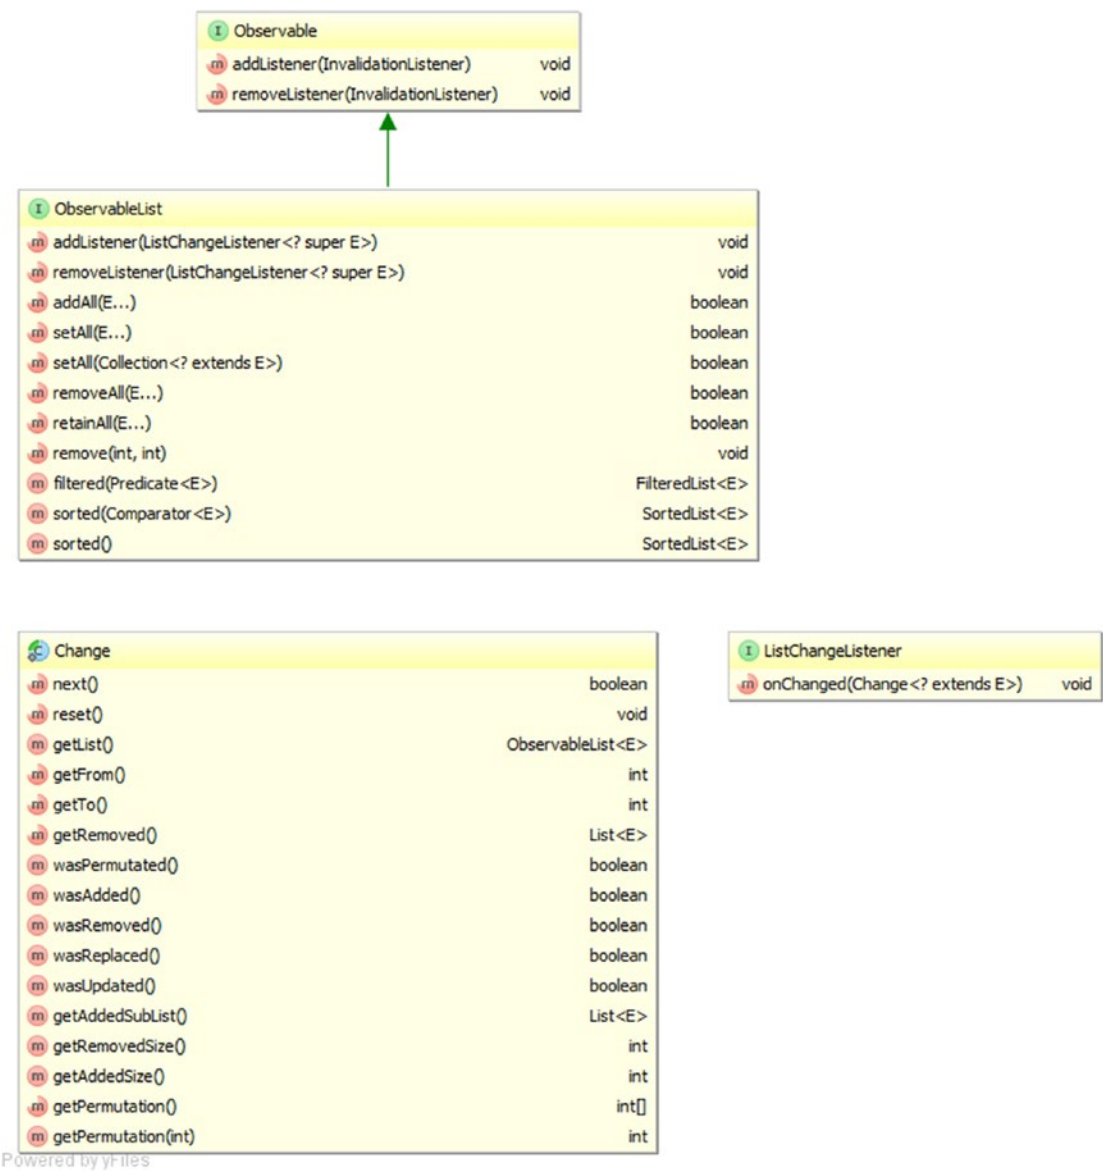 Observable
addListener(InvalidationListener) void
removeListener(InvalidationListener) void
ObservableList
addListener(ListChangeListener<? super E>) void
removeListener(ListChangeListener<? super E>) void
addAll(E...) boolean
setAll(E...) boolean
setAll(Collection<? extends E>) boolean
removeAll(E...) boolean
retainAll(E...) boolean
remove(int, int) void
filtered(Predicate<E>) FilteredList<E>
sorted(Comparator<E>) SortedList<E>
sorted() SortedList<E>
Change
next() boolean
reset() void
getList() ObservableList<E>
getFrom() int
getTo() int
getRemoved() List<E>
wasPermutated() boolean
wasAdded() boolean
wasRemoved() boolean
wasReplaced() boolean
wasUpdated() boolean
getAddedSubList() List<E>
getRemovedSize() int
getAddedSize() int
getPermutation() int[]
getPermutation(int) int
ListChangeListener
onChanged(Change<? extends E>) void
Powered by yFiles